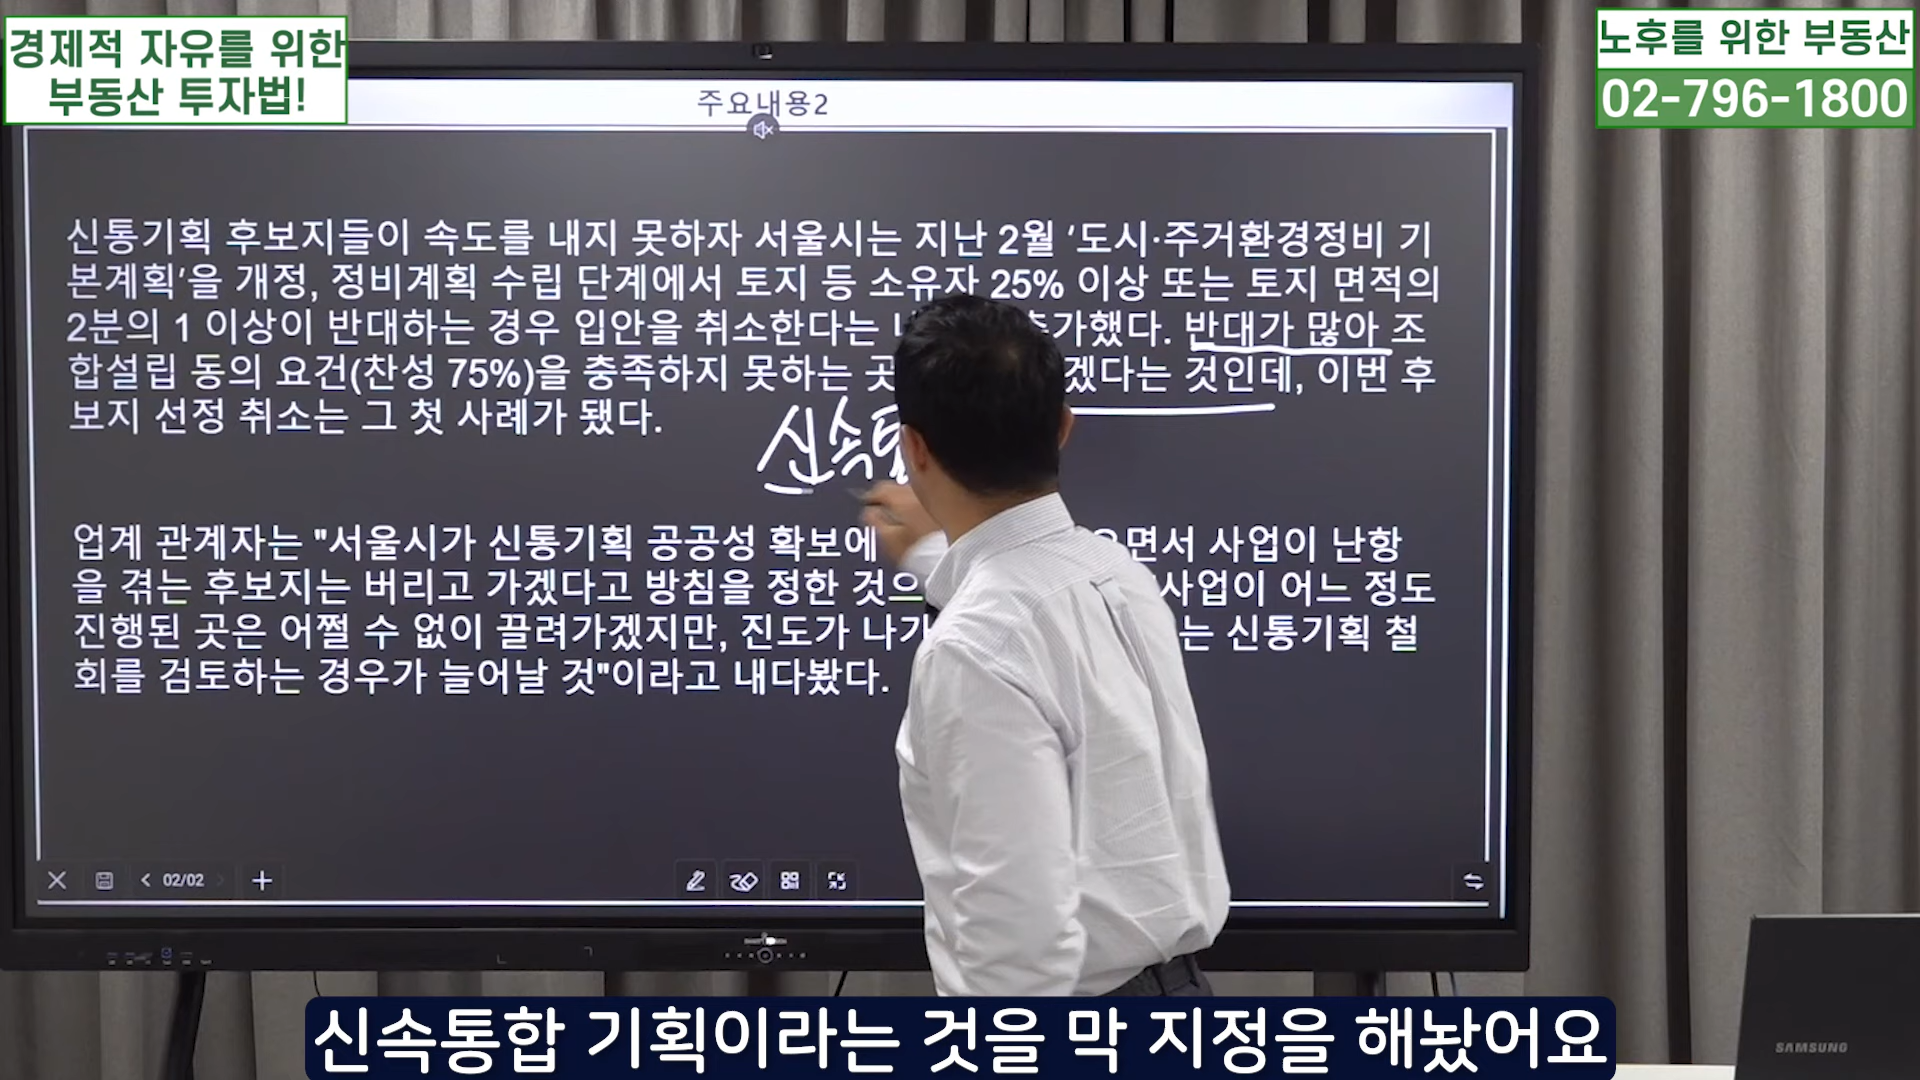 경제적 자유를 위한
부동산 투자법!
노후를 위한 부동산
02-796-1800
주요내용2
신통기획 후보지들이 속도를 내지 못하자 서울시는 지난 2월 '도시·주거환경정비 기
본계획'을 개정, 정비계획 수립 단계에서 토지 등 소유자 25% 이상 또는 토지 면적의
2분의 1 이상이 반대하는 경우 입안을 취소한다는 추가했다. 반대가 많아 조
합설립 동의 요건(찬성 75%)을 충족하지 못하는 겠다는 것인데, 이번 후
보지 선정 취소는 그 첫 사례가 됐다.
신속
업계 관계자는 "서울시가 신통기획 공공성 확보에 으면서 사업이 난항
을 겪는 후보지는 버리고 가겠다고 방침을 정한 것으 사업이 어느 정도
진행된 곳은 어쩔 수 없이 끌려가겠지만, 진도가 나가 는 신통기획 철
회를 검토하는 경우가 늘어날 것"이라고 내다봤다.
02/02
신속통합 기획이라는 것을 막 지정을 해놨어요
SAMSUNG